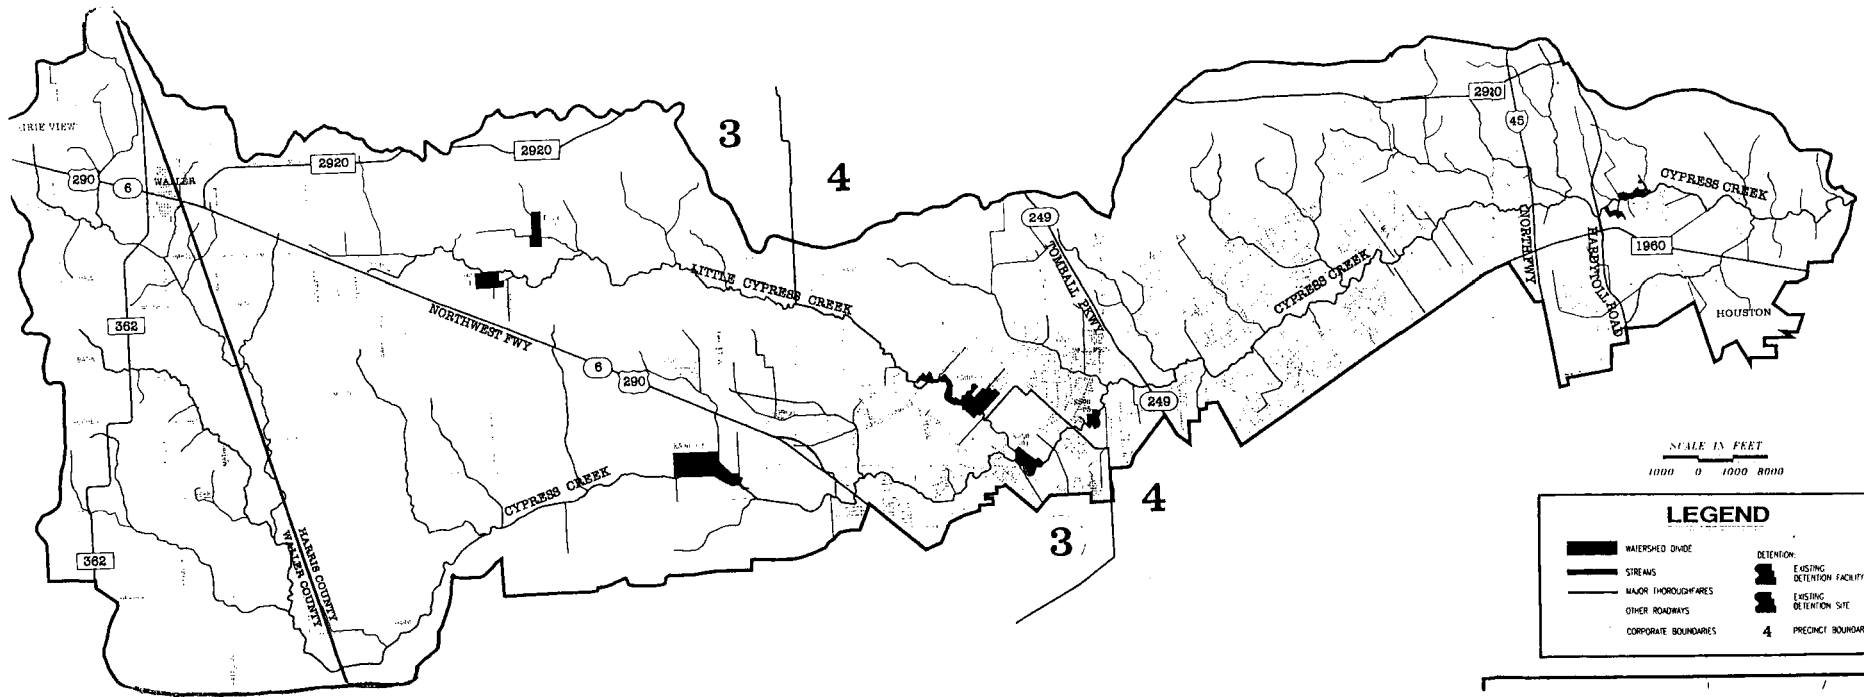 3
4
2920
2920
2920
45
290
6
WALLER
CYPRESS CREEK
249
1960
TOMBALL PKWY
NORTH FWY
HARDY TOLL ROAD
LITTLE CYPRESS CREEK
CYPRESS CREEK
362
NORTHWEST FWY
HOUSTON
6
290
249
CYPRESS CREEK
4
3
362
HARRIS COUNTY
WALLER COUNTY
SCALE IN FEET
1000 0 1000 8000
LEGEND
WATERSHED DIVIDE
STREAMS
MAJOR THOROUGHFARES
OTHER ROADWAYS
CORPORATE BOUNDARIES
DETENTION:
EXISTING
DETENTION FACILITY
EXISTING
DETENTION SITE
4 PRECINCT BOUNDAR